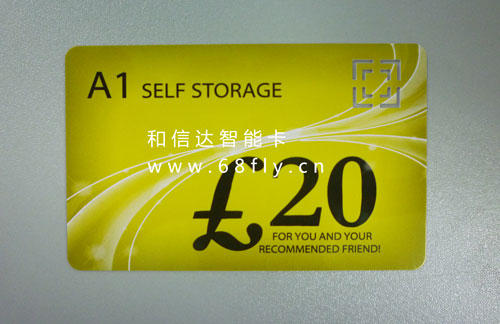 A1 SELF STORAGE
和信达智能卡
www.68fly.cn
£20
FOR YOU AND YOUR
RECOMMENDED FRIEND!